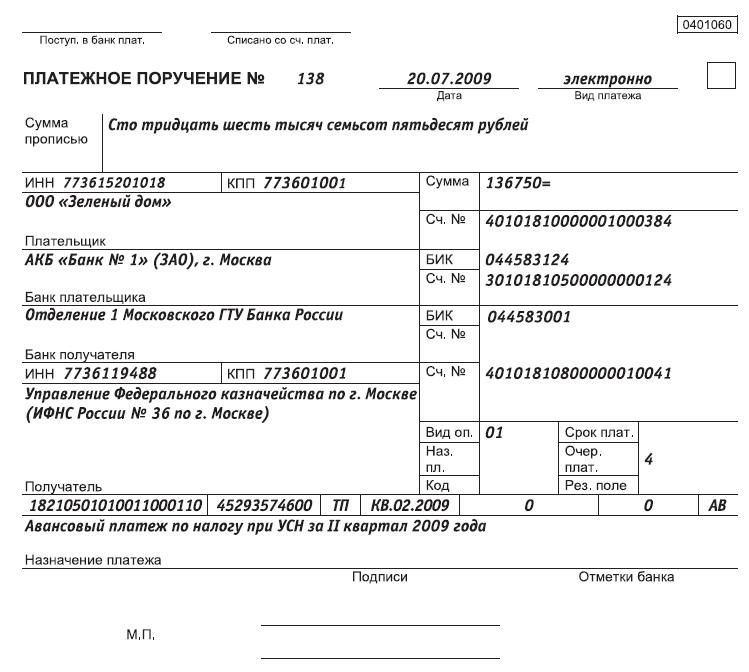 0401060
Поступ. в банк плат. Списано со сч. плат.
ПЛАТЕЖНОЕ ПОРУЧЕНИЕ № 138 20.07.2009 электронно
Дата Вид платежа
Сумма прописью Сто тридцать шесть тысяч семьсот пятьдесят рублей
ИНН 773615201018 КПП 773601001 Сумма 136750=
ООО «Зеленый дом»
Сч. № 40101810000001000384
Плательщик
АКБ «Банк № 1» (ЗАО), г. Москва БИК 044583124
Сч. № 30101810500000000124
Банк плательщика
Отделение 1 Московского ГТУ Банка России БИК 044583001
Сч. №
Банк получателя
ИНН 7736119488 КПП 773601001 Сч, № 40101810800000010041
Управление Федерального казначейства по г. Москве
(ИФНС России № 36 по г. Москве)
Вид оп. 01 Срок плат.
Наз. пл. Очер. плат. 4
Получатель Код Рез. поле
18210501010011000110 45293574600 ТП КВ.02.2009 0 0 АВ
Авансовый платеж по налогу при УСН за II квартал 2009 года
Назначение платежа
Подписи Отметки банка
М,П,